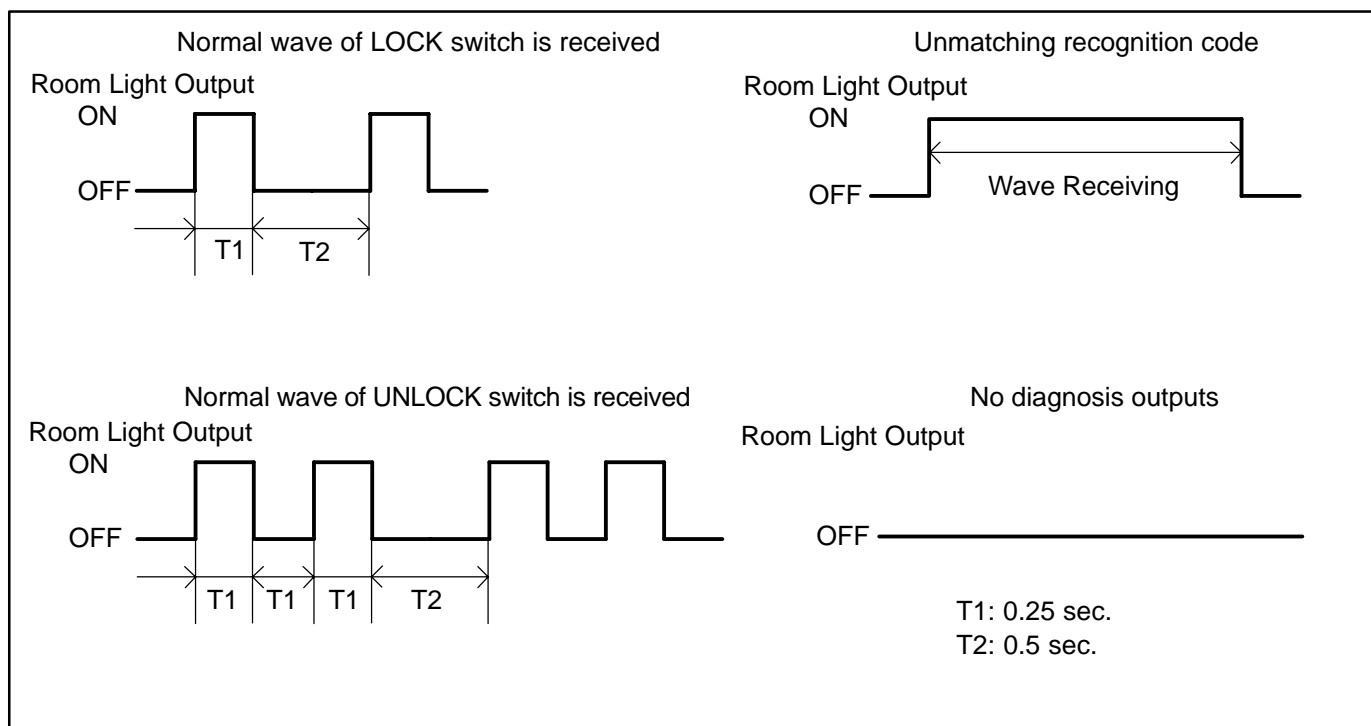 Normal wave of LOCK switch is received
Room Light Output
ON
OFF
T1
T2
Unmatching recognition code
Room Light Output
ON
OFF
Wave Receiving
Normal wave of UNLOCK switch is received
Room Light Output
ON
OFF
T1
T1
T1
T2
No diagnosis outputs
Room Light Output
OFF
T1: 0.25 sec.
T2: 0.5 sec.